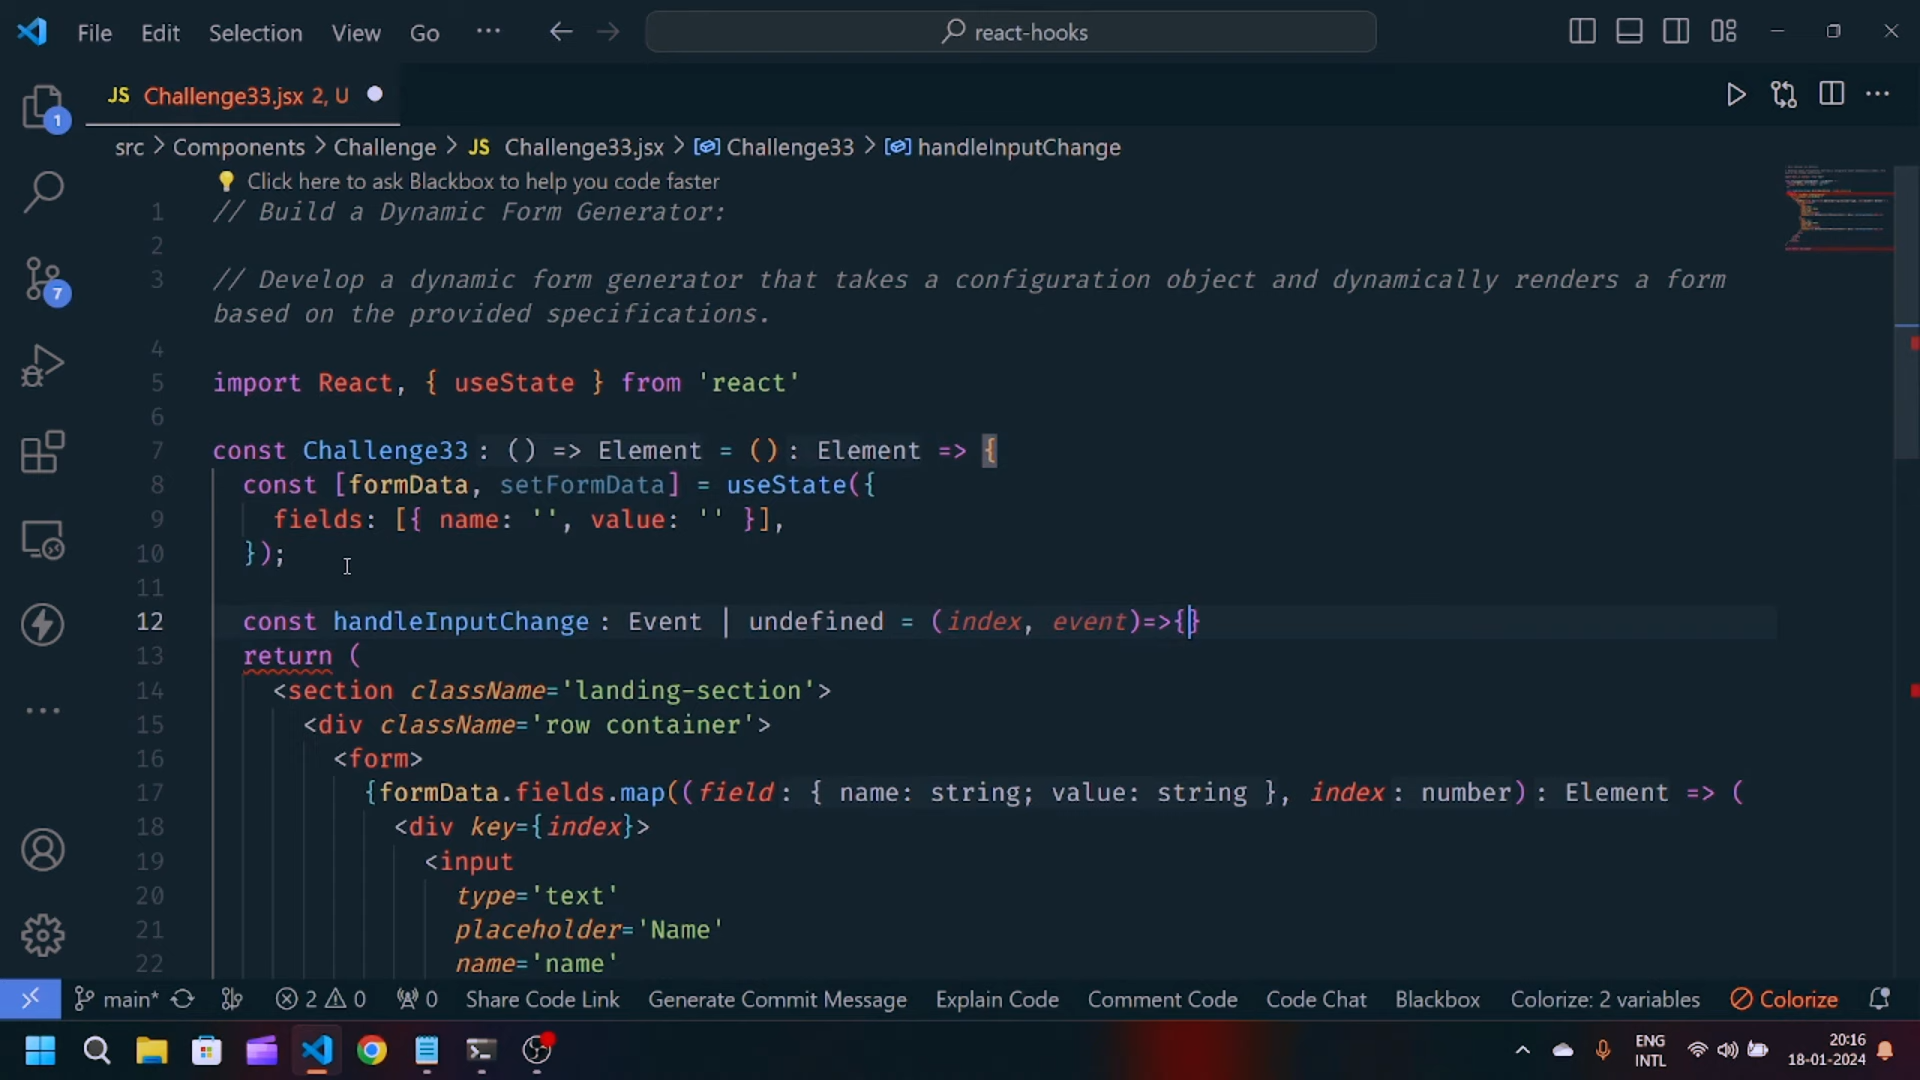 File Edit Selection View Go ··· react-hooks
JS Challenge33.jsx 2, U
src > Components > Challenge > JS Challenge33.jsx > Challenge33 > handleInputChange
Click here to ask Blackbox to help you code faster
1 // Build a Dynamic Form Generator:
2
3 // Develop a dynamic form generator that takes a configuration object and dynamically renders a form
based on the provided specifications.
4
5 import React, { useState } from 'react'
6
7 const Challenge33: () => Element = (): Element => {
8 const [formData, setFormData] = useState({
9 fields: [{ name: '', value: '' }],
10 });
11
12 const handleInputChange: Event | undefined = (index, event)=>{}
13 return (
14 <section className='landing-section'>
15 <div className='row container'>
16 <form>
17 {formData.fields.map((field: { name: string; value: string }, index: number): Element => (
18 <div key={index}>
19 <input
20 type='text'
21 placeholder='Name'
22 name='name'
1
7
main* 2 0 0 Share Code Link Generate Commit Message Explain Code Comment Code Code Chat Blackbox Colorize: 2 variables Colorize
ENG 20:16
INTL 18-01-2024